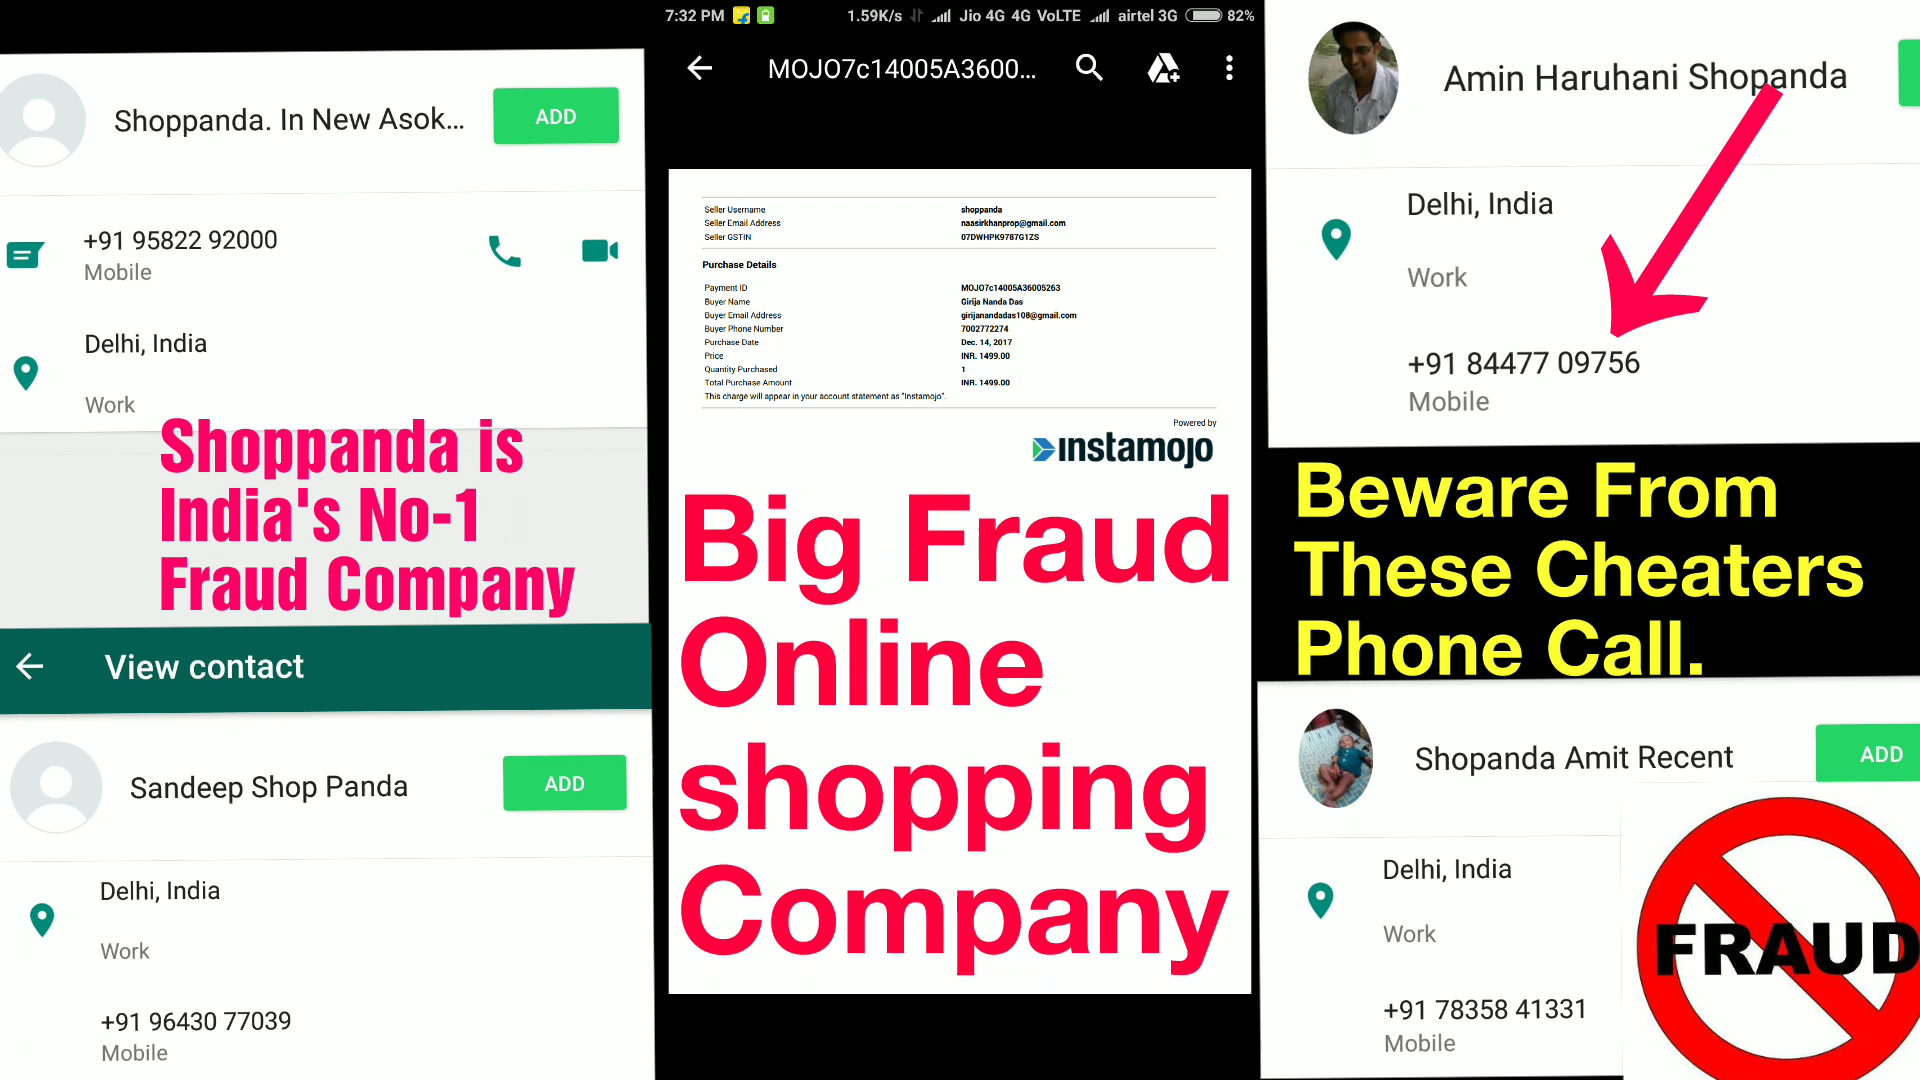 Shoppanda. In New Asok...
ADD
+91 95822 92000
Mobile
Delhi, India
Work
Shoppanda is
India's No-1
Fraud Company
View contact
Sandeep Shop Panda
ADD
Delhi, India
Work
+91 96430 77039
Mobile
7:32 PM 1.59K/s Jio 4G 4G VoLTE airtel 3G 82%
MOJO7c14005A3600...
Seller Username shoppanda
Seller Email Address naasirkhanprop@gmail.com
Seller GSTIN 07DWHPK9787G1ZS
Purchase Details
Payment ID MOJO7c14005A36005263
Buyer Name Girija Nanda Das
Buyer Email Address girijanandadas108@gmail.com
Buyer Phone Number 7002772274
Purchase Date Dec. 14, 2017
Price INR. 1499.00
Quantity Purchased 1
Total Purchase Amount INR. 1499.00
This charge will appear in your account statement as "Instamojo".
Powered by
instamojo
Big Fraud
Online
shopping
Company
Amin Haruhani Shopanda
Delhi, India
Work
+91 84477 09756
Mobile
Beware From
These Cheaters
Phone Call.
Shopanda Amit Recent
ADD
Delhi, India
Work
+91 78358 41331
Mobile
FRAUD